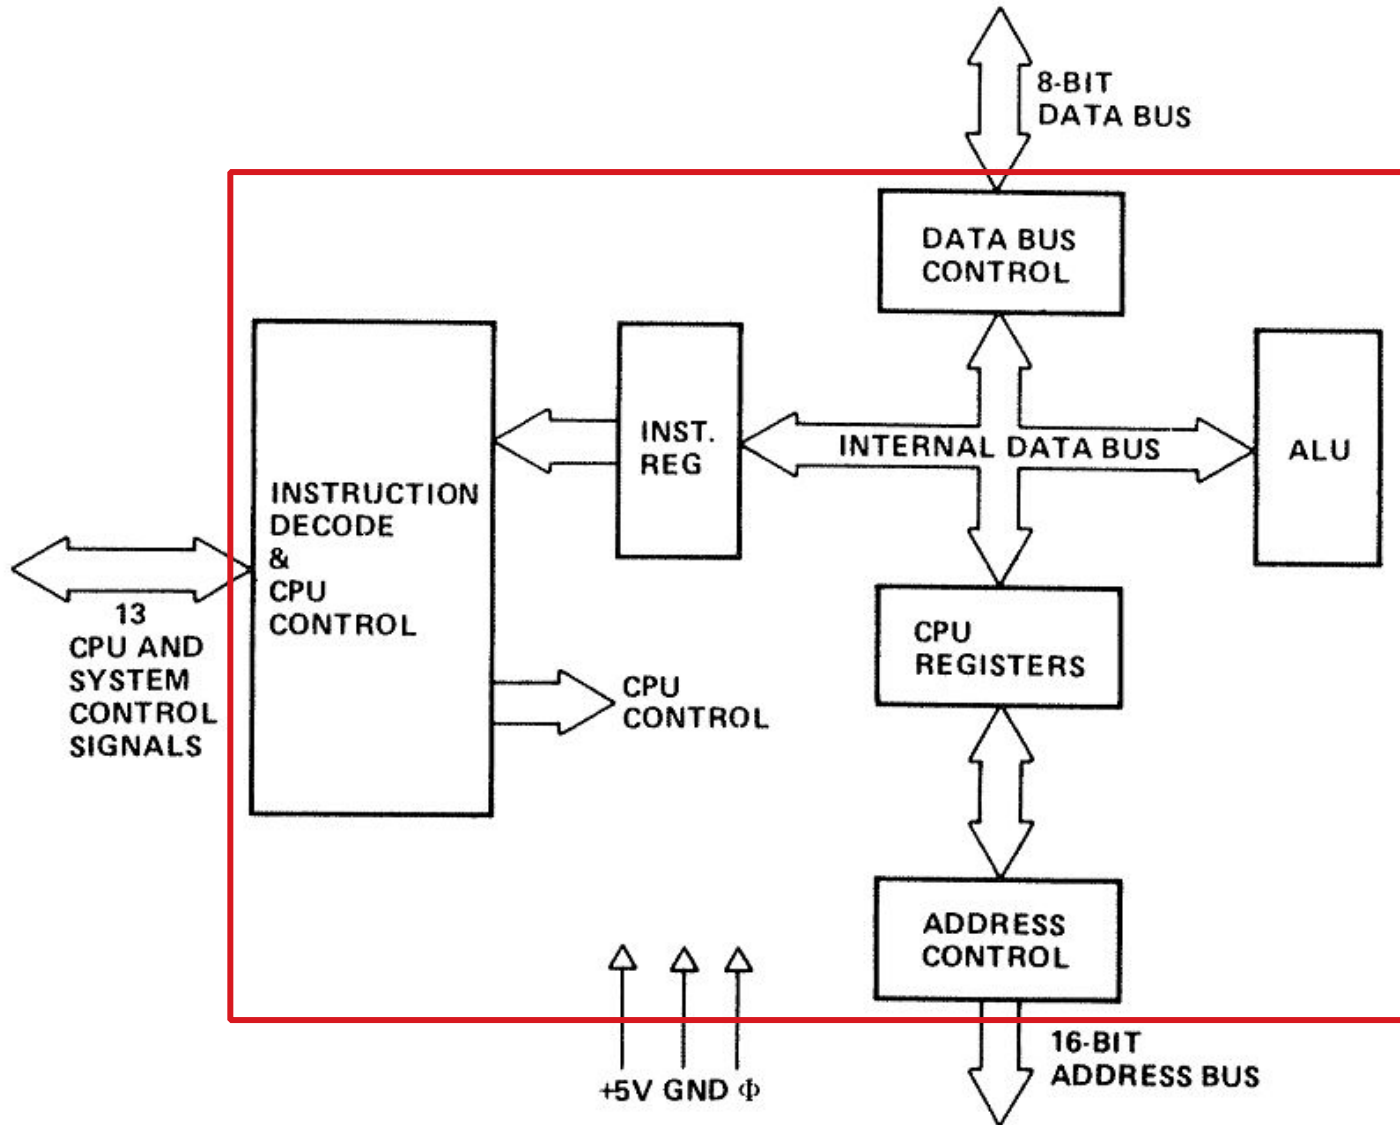 8-BIT
DATA BUS
DATA BUS
CONTROL
INST.
REG
INTERNAL DATA BUS
ALU
INSTRUCTION
DECODE
&
CPU
CONTROL
13
CPU AND
SYSTEM
CONTROL
SIGNALS
CPU
CONTROL
CPU
REGISTERS
ADDRESS
CONTROL
+5V GND Φ
16-BIT
ADDRESS BUS